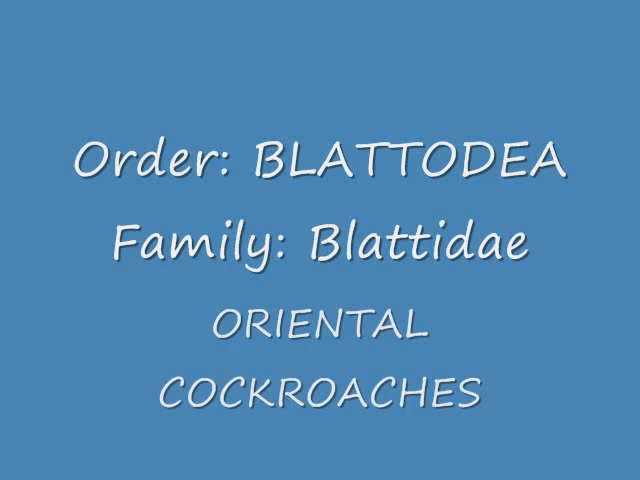 Order: BLATTODEA
Family: Blattidae
ORIENTAL
COCKROACHES